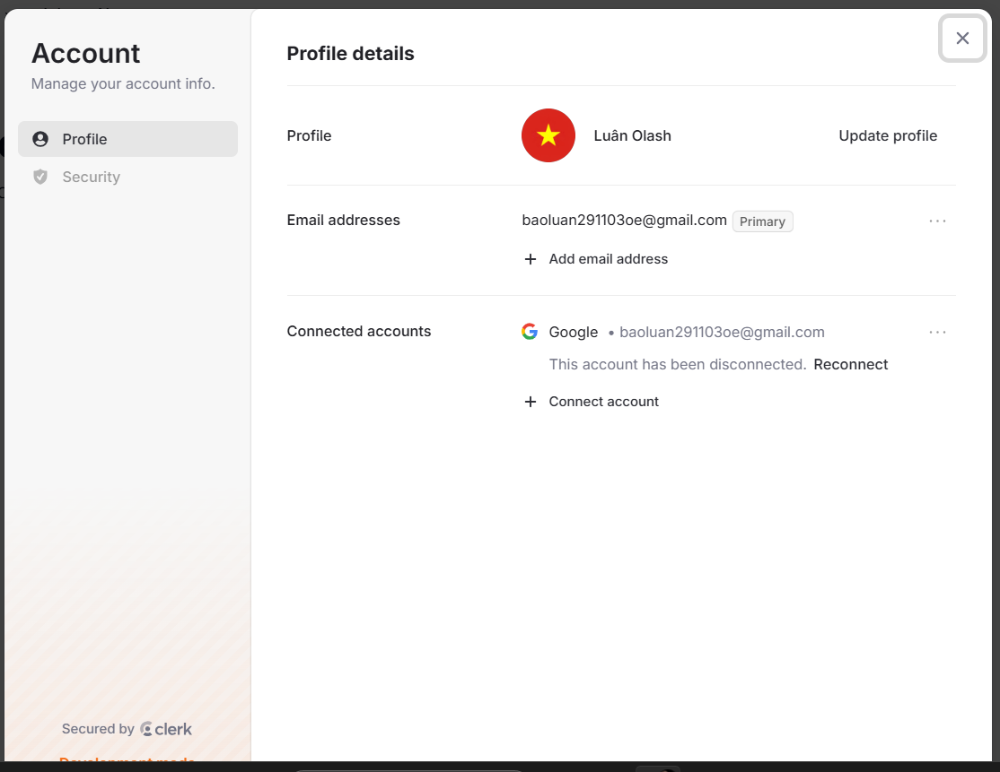 Account
Manage your account info.
Profile
Security
Profile details
Profile
Luân Olash
Update profile
Email addresses
baoluan291103oe@gmail.com Primary
+ Add email address
Connected accounts
Google • baoluan291103oe@gmail.com
This account has been disconnected. Reconnect
+ Connect account
Secured by clerk
Development mode